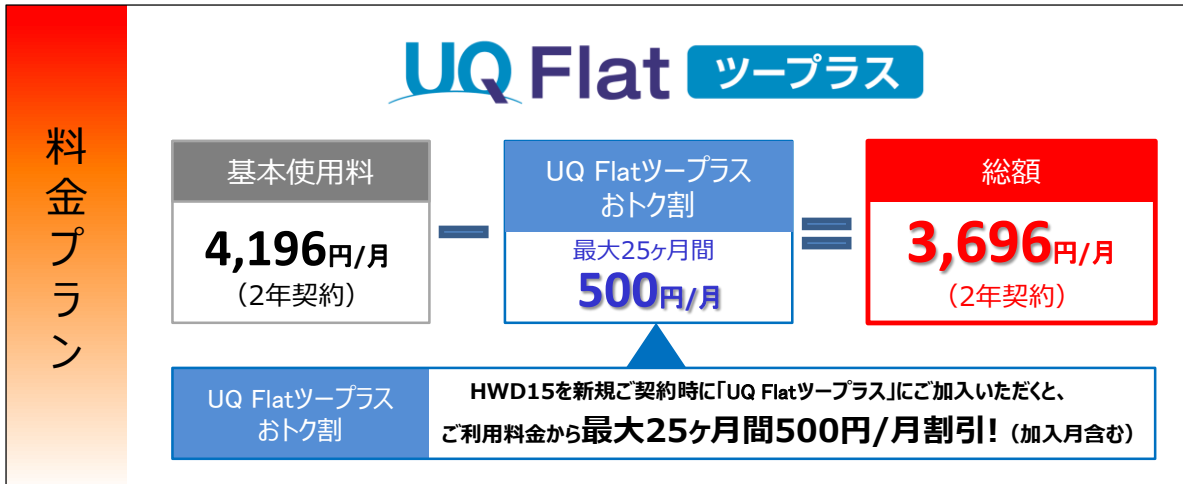 料金プラン
UQ Flat ツープラス
基本使用料
4,196円/月
（2年契約）
UQ Flatツープラス
おトク割
最大25ヶ月間
500円/月
総額
3,696円/月
（2年契約）
UQ Flatツープラス
おトク割
HWD15を新規ご契約時に「UQ Flatツープラス」にご加入いただくと、
ご利用料金から最大25ヶ月間500円/月割引！（加入月含む）